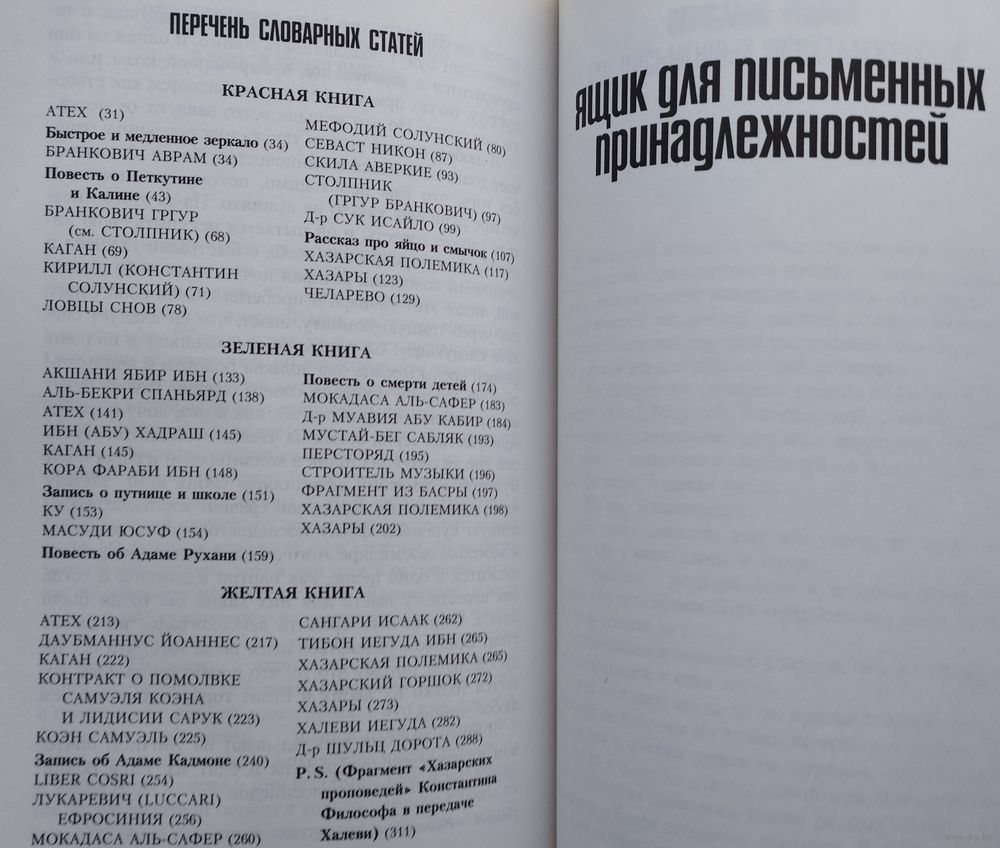 ПЕРЕЧЕНЬ СЛОВАРНЫХ СТАТЕЙ
КРАСНАЯ КНИГА
АТЕХ (31)
Быстрое и медленное зеркало (34)
БРАНКОВИЧ АВРАМ (34)
Повесть о Петкутине
и Калине (43)
БРАНКОВИЧ ГРГУР
(см. СТОЛПНИК) (68)
КАГАН (69)
КИРИЛЛ (КОНСТАНТИН
СОЛУНСКИЙ) (71)
ЛОВЦЫ СНОВ (78)
МЕФОДИЙ СОЛУНСКИЙ (80)
СЕВАСТ НИКОН (87)
СКИЛА АВЕРКИЕ (93)
СТОЛПНИК
(ГРГУР БРАНКОВИЧ) (97)
Д-р СУК ИСАЙЛО (99)
Рассказ про яйцо и смычок (107)
ХАЗАРСКАЯ ПОЛЕМИКА (117)
ХАЗАРЫ (123)
ЧЕЛАРЕВО (129)
ЗЕЛЕНАЯ КНИГА
АКШАНИ ЯБИР ИБН (133)
АЛЬ-БЕКРИ СПАНЬЯРД (138)
АТЕХ (141)
ИБН (АБУ) ХАДРАШ (145)
КАГАН (145)
КОРА ФАРАБИ ИБН (148)
Запись о путнице и школе (151)
КУ (153)
МАСУДИ ЮСУФ (154)
Повесть об Адаме Рухани (159)
Повесть о смерти детей (174)
МОКАДАСА АЛЬ-САФЕР (183)
Д-р МУАВИЯ АБУ КАБИР (184)
МУСТАЙ-БЕГ САБЛЯК (193)
ПЕРСТОРЯД (195)
СТРОИТЕЛЬ МУЗЫКИ (196)
ФРАГМЕНТ ИЗ БАСРЫ (197)
ХАЗАРСКАЯ ПОЛЕМИКА (198)
ХАЗАРЫ (202)
ЖЕЛТАЯ КНИГА
АТЕХ (213)
ДАУБМАННУС ЙОАННЕС (217)
КАГАН (222)
КОНТРАКТ О ПОМОЛВКЕ
САМУЭЛЯ КОЭНА
И ЛИДИСИИ САРУК (223)
КОЭН САМУЭЛЬ (225)
Запись об Адаме Кадмоне (240)
LIBER COSRI (254)
ЛУКАРЕВИЧ (LUCCARI)
ЕФРОСИНИЯ (256)
МОКАДАСА АЛЬ-САФЕР (260)
САНГАРИ ИСААК (262)
ТИБОН ИЕГУДА ИБН (265)
ХАЗАРСКАЯ ПОЛЕМИКА (265)
ХАЗАРСКИЙ ГОРШОК (272)
ХАЗАРЫ (273)
ХАЛЕВИ ИЕГУДА (282)
Д-р ШУЛЬЦ ДОРОТА (288)
P. S. (Фрагмент «Хазарских
проповедей» Константина
Философа в передаче
Халеви) (311)
ЯЩИК ДЛЯ ПИСЬМЕННЫХ
ПРИНАДЛЕЖНОСТЕЙ